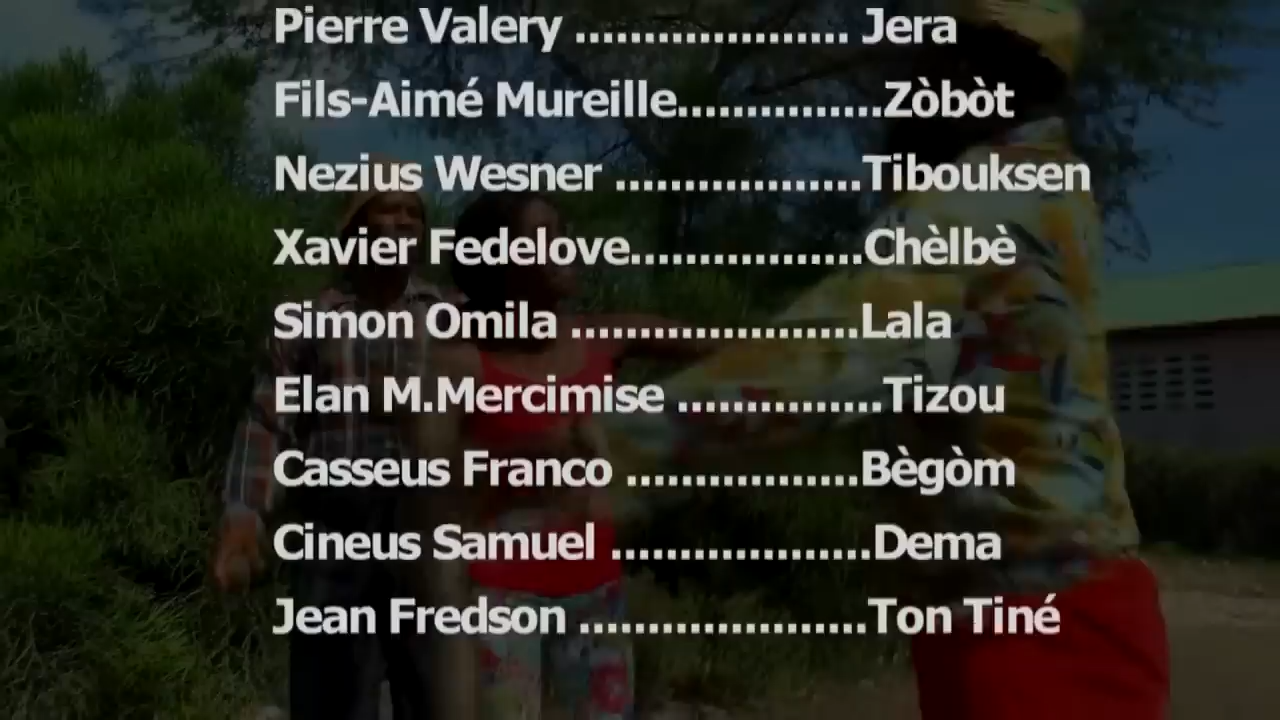 Pierre Valery .................... Jera
Fils-Aimé Mureille...............Zòbòt
Nezius Wesner ..................Tibouksen
Xavier Fedelove.................Chèlbè
Simon Omila .....................Lala
Elan M.Mercimise ...............Tizou
Casseus Franco .................Bègòm
Cineus Samuel ...................Dema
Jean Fredson .....................Ton Tiné